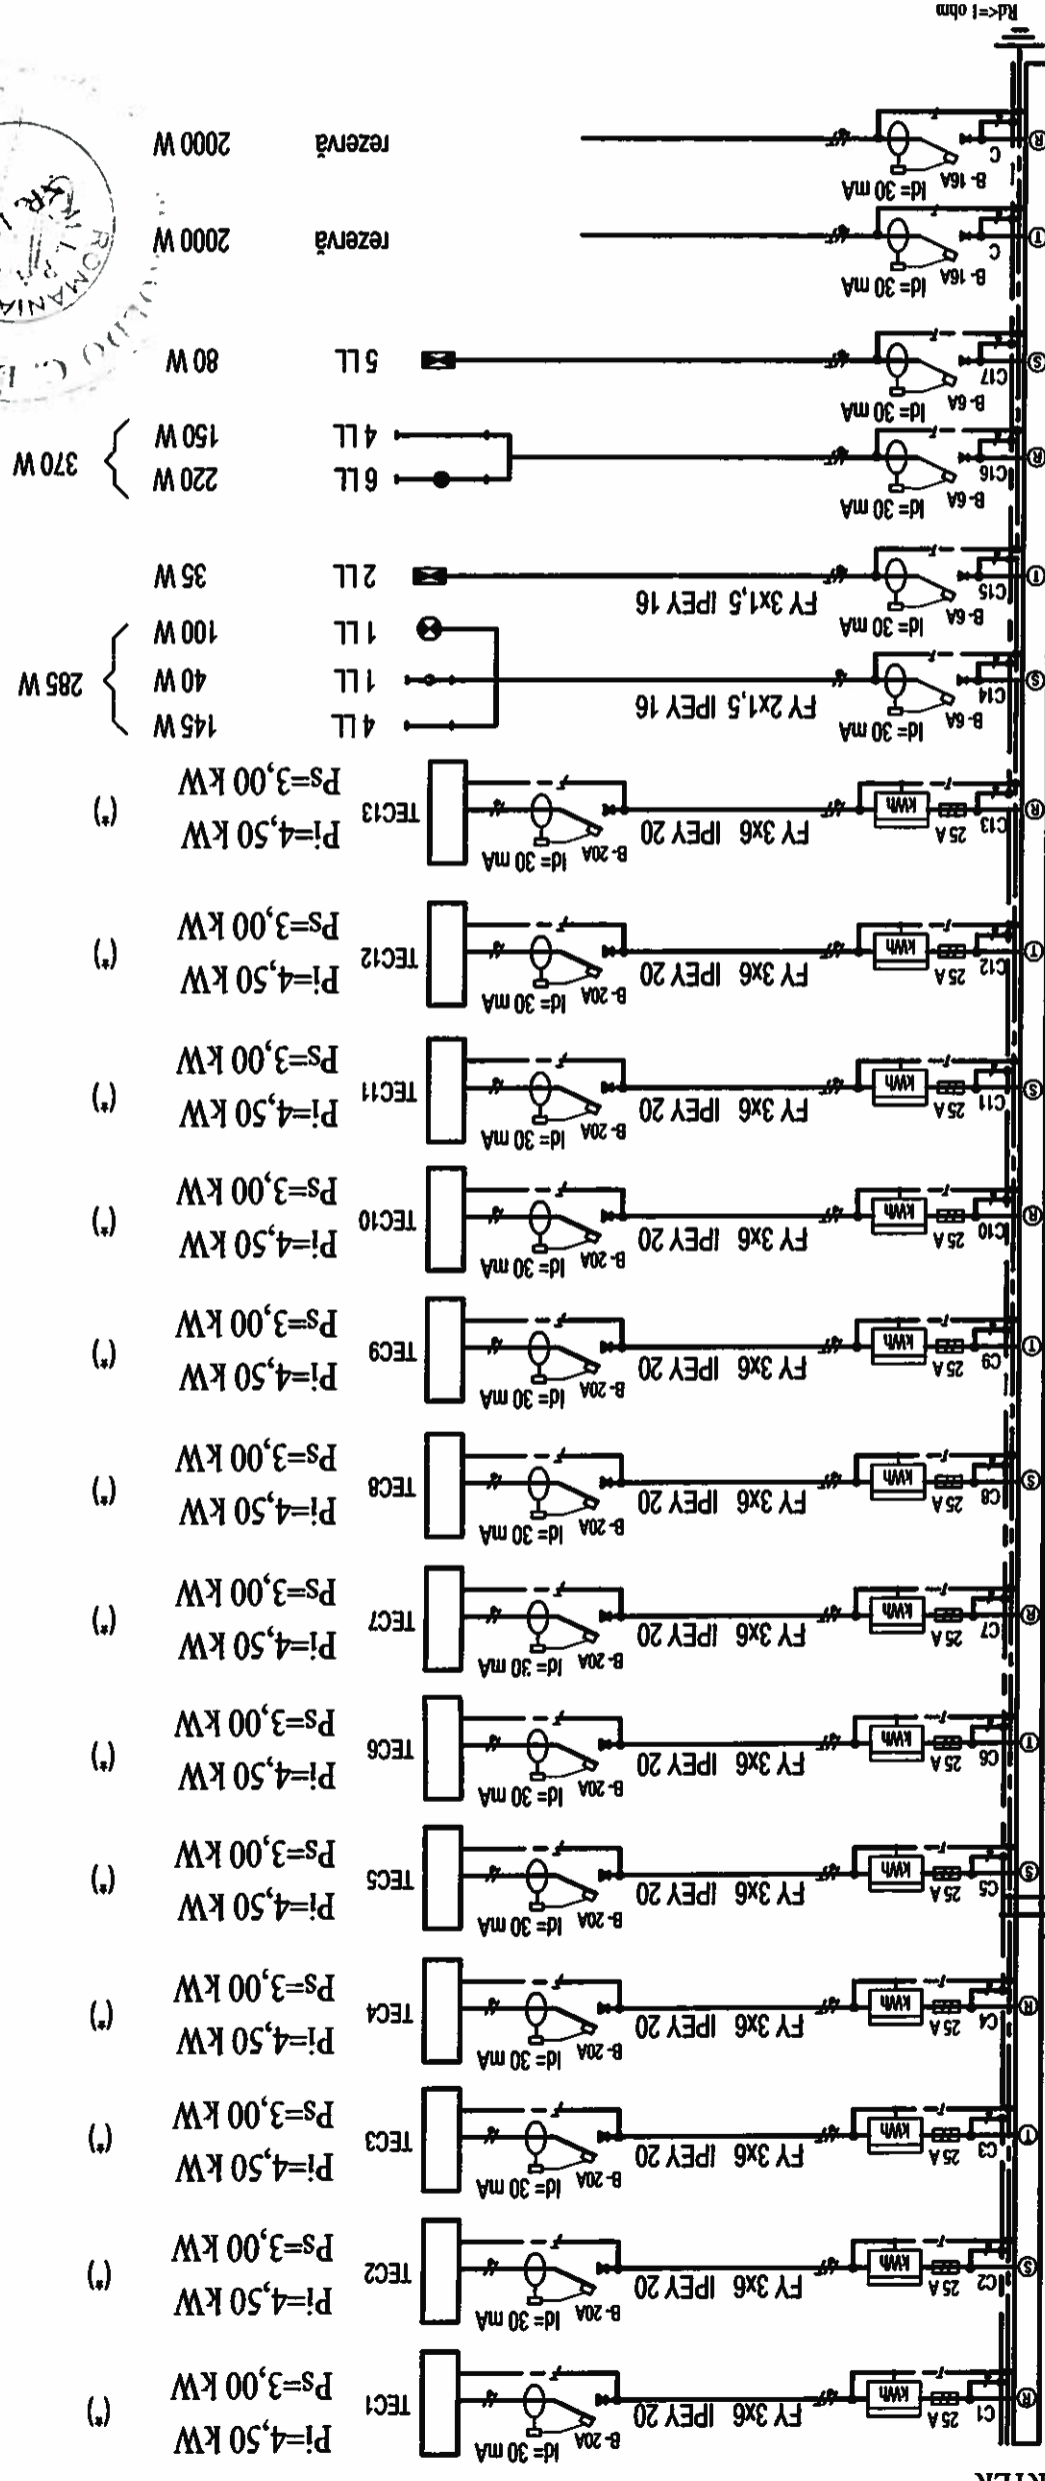 R C1 25 A kWh FY 3x6 IPEY 20 B-20A Id= 30 mA TEC1 Pi=4,50 kW (*)
Ps=3,00 kW
S C2 25 A kWh FY 3x6 IPEY 20 B-20A Id= 30 mA TEC2 Pi=4,50 kW (*)
Ps=3,00 kW
T C3 25 A kWh FY 3x6 IPEY 20 B-20A Id= 30 mA TEC3 Pi=4,50 kW (*)
Ps=3,00 kW
R C4 25 A kWh FY 3x6 IPEY 20 B-20A Id= 30 mA TEC4 Pi=4,50 kW (*)
Ps=3,00 kW
S C5 25 A kWh FY 3x6 IPEY 20 B-20A Id= 30 mA TEC5 Pi=4,50 kW (*)
Ps=3,00 kW
T C6 25 A kWh FY 3x6 IPEY 20 B-20A Id= 30 mA TEC6 Pi=4,50 kW (*)
Ps=3,00 kW
R C7 25 A kWh FY 3x6 IPEY 20 B-20A Id= 30 mA TEC7 Pi=4,50 kW (*)
Ps=3,00 kW
S C8 25 A kWh FY 3x6 IPEY 20 B-20A Id= 30 mA TEC8 Pi=4,50 kW (*)
Ps=3,00 kW
T C9 25 A kWh FY 3x6 IPEY 20 B-20A Id= 30 mA TEC9 Pi=4,50 kW (*)
Ps=3,00 kW
R C10 25 A kWh FY 3x6 IPEY 20 B-20A Id= 30 mA TEC10 Pi=4,50 kW (*)
Ps=3,00 kW
S C11 25 A kWh FY 3x6 IPEY 20 B-20A Id= 30 mA TEC11 Pi=4,50 kW (*)
Ps=3,00 kW
T C12 25 A kWh FY 3x6 IPEY 20 B-20A Id= 30 mA TEC12 Pi=4,50 kW (*)
Ps=3,00 kW
R C13 25 A kWh FY 3x6 IPEY 20 B-20A Id= 30 mA TEC13 Pi=4,50 kW (*)
Ps=3,00 kW
4 LL 145 W
S C14 B-6A Id= 30 mA FY 2x1,5 IPEY 16 1 LL 40 W 285 W
1 LL 100 W
T C15 B-6A Id= 30 mA FY 3x1,5 IPEY 16 2 LL 35 W
6 LL 220 W
R C16 B-6A Id= 30 mA 370 W
4 LL 150 W
S C17 B-6A Id= 30 mA 5 LL 80 W
T C B-16A Id= 30 mA rezervă 2000 W
R C B-16A Id= 30 mA rezervă 2000 W
Rd<=1 ohm
ROMANIA